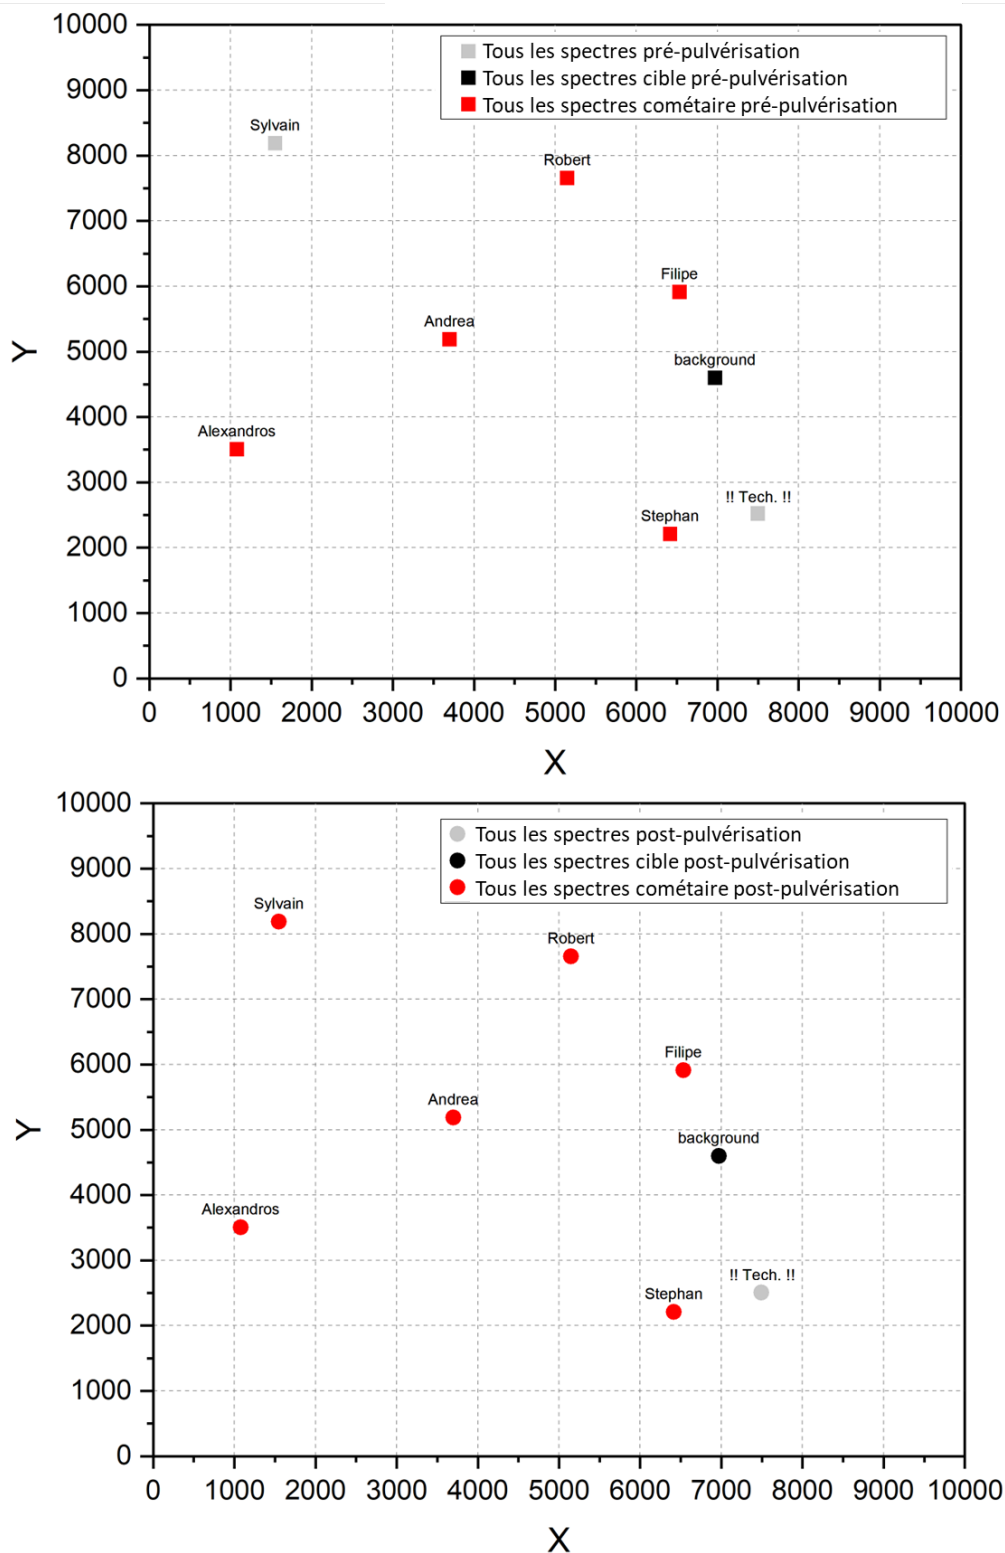 10000
Tous les spectres pré-pulvérisation
Tous les spectres cible pré-pulvérisation
Tous les spectres cométaire pré-pulvérisation
9000
Sylvain
8000
Robert
7000
Filipe
6000
Andrea
5000
background
Y
4000
Alexandros
3000
!! Tech. !!
Stephan
2000
1000
0
0 1000 2000 3000 4000 5000 6000 7000 8000 9000 10000
X
10000
Tous les spectres post-pulvérisation
Tous les spectres cible post-pulvérisation
Tous les spectres cométaire post-pulvérisation
9000
Sylvain
8000
Robert
7000
Filipe
6000
Andrea
5000
background
Y
4000
Alexandros
3000
!! Tech. !!
Stephan
2000
1000
0
0 1000 2000 3000 4000 5000 6000 7000 8000 9000 10000
X